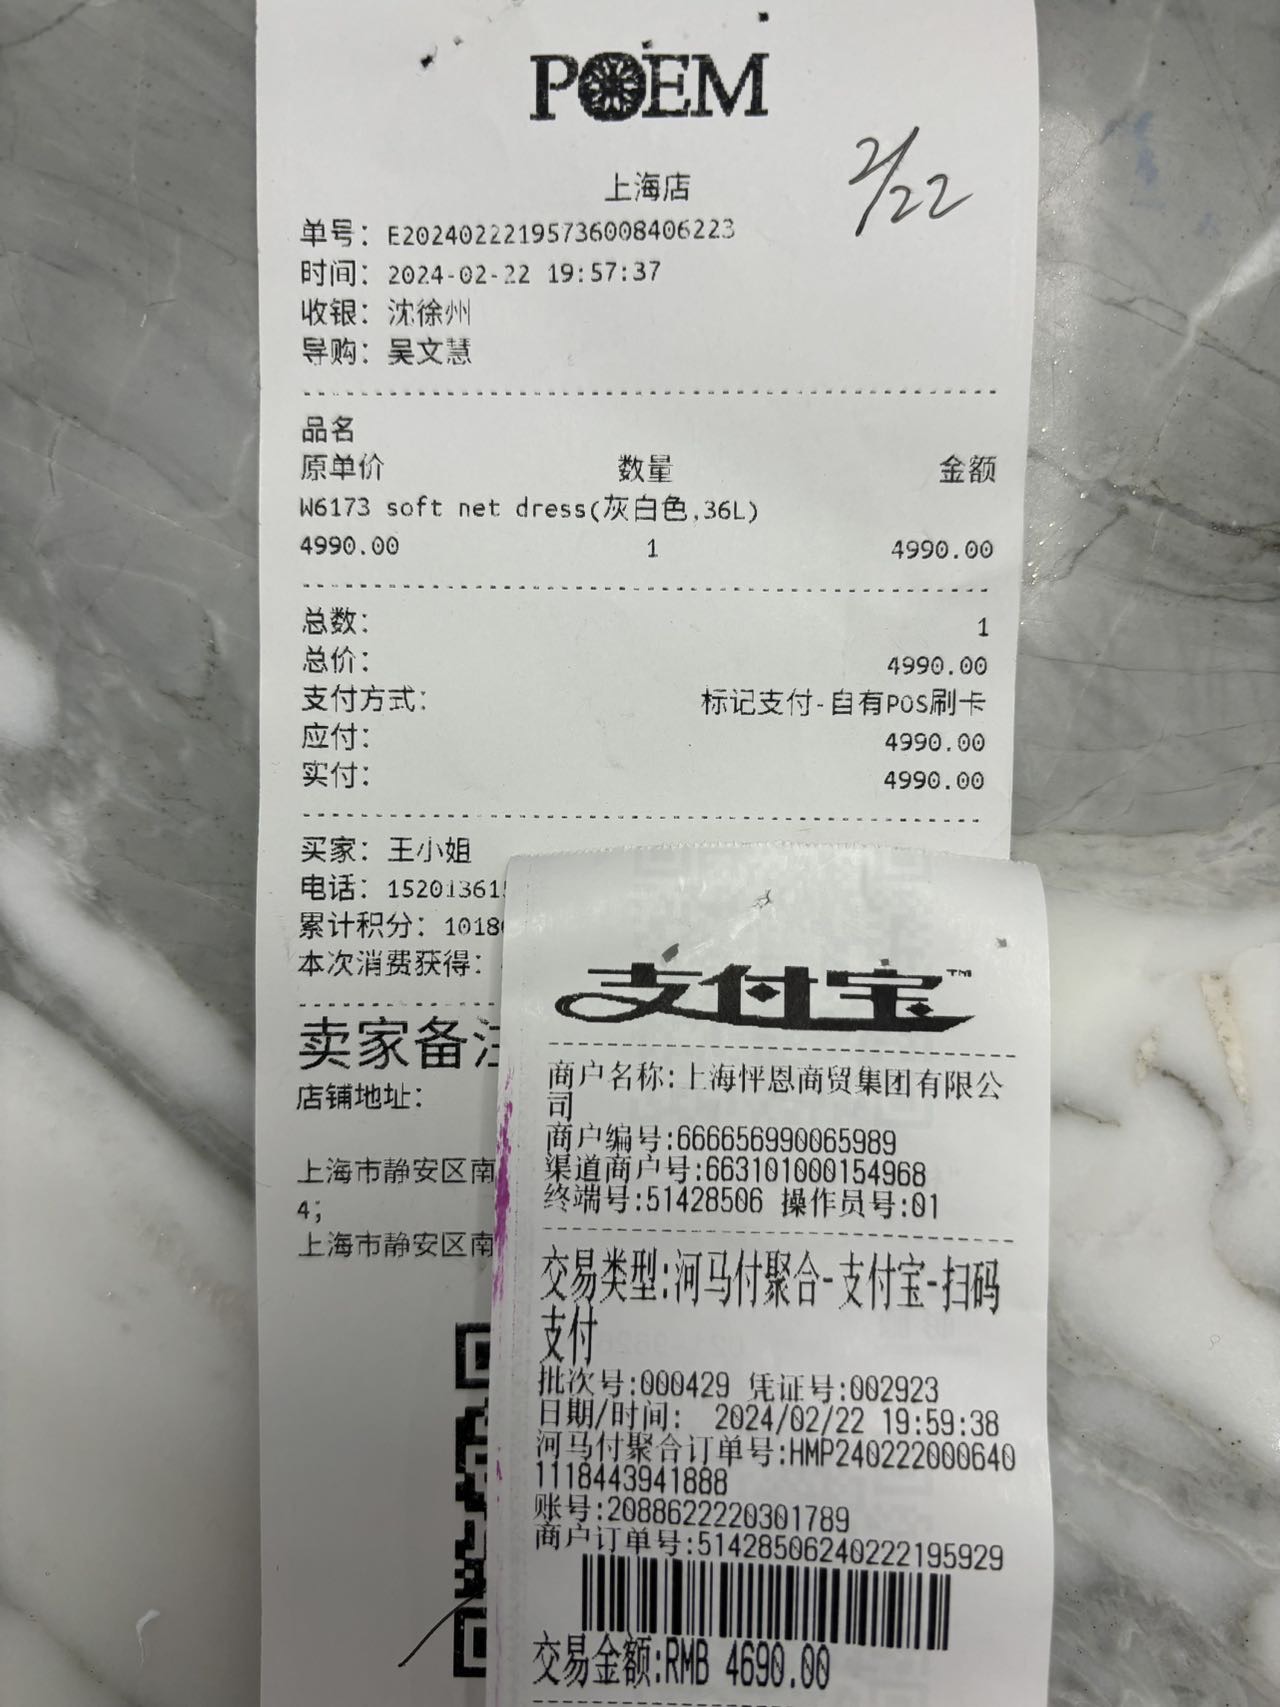 POEM
2/22
上海店
单号：E20240222195736008406223
时间：2024-02-22 19:57:37
收银：沈徐州
导购：吴文慧
品名
原单价 数量 金额
W6173 soft net dress(灰白色,36L)
4990.00 1 4990.00
总数： 1
总价： 4990.00
支付方式： 标记支付-自有POS刷卡
应付： 4990.00
实付： 4990.00
买家：王小姐
电话：15201361
累计积分：1018
本次消费获得：
卖家备注
店铺地址：
上海市静安区南
4;
上海市静安区南
支付宝™
商户名称:上海怦恩商贸集团有限公
司
商户编号:666656990065989
渠道商户号:663101000154968
终端号:51428506 操作员号:01
交易类型:河马付聚合-支付宝-扫码
支付
批次号:000429 凭证号:002923
日期/时间: 2024/02/22 19:59:38
河马付聚合订单号:HMP240222000640
1118443941888
账号:2088622220301789
商户订单号:51428506240222195929
交易金额:RMB 4690.00